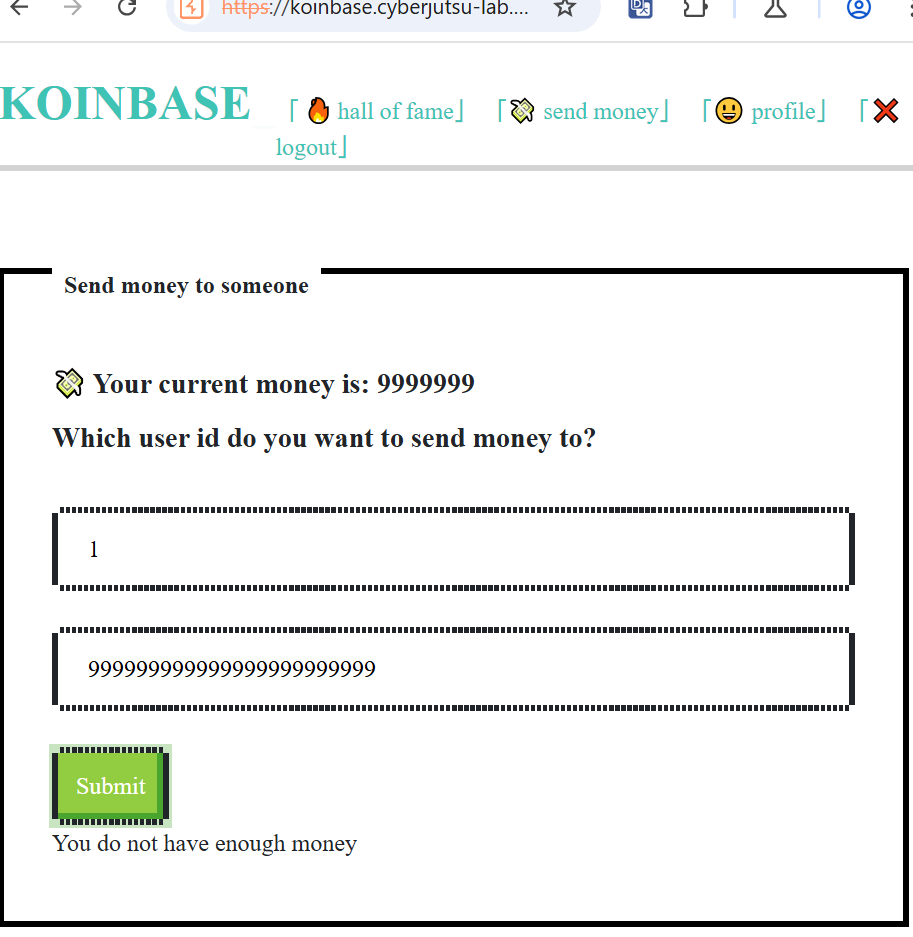 https://koinbase.cyberjutsu-lab....
KOINBASE
「🔥 hall of fame」 「💸 send money」 「😃 profile」 「❌
logout」
Send money to someone
💸 Your current money is: 9999999
Which user id do you want to send money to?
1
999999999999999999999999
Submit
You do not have enough money